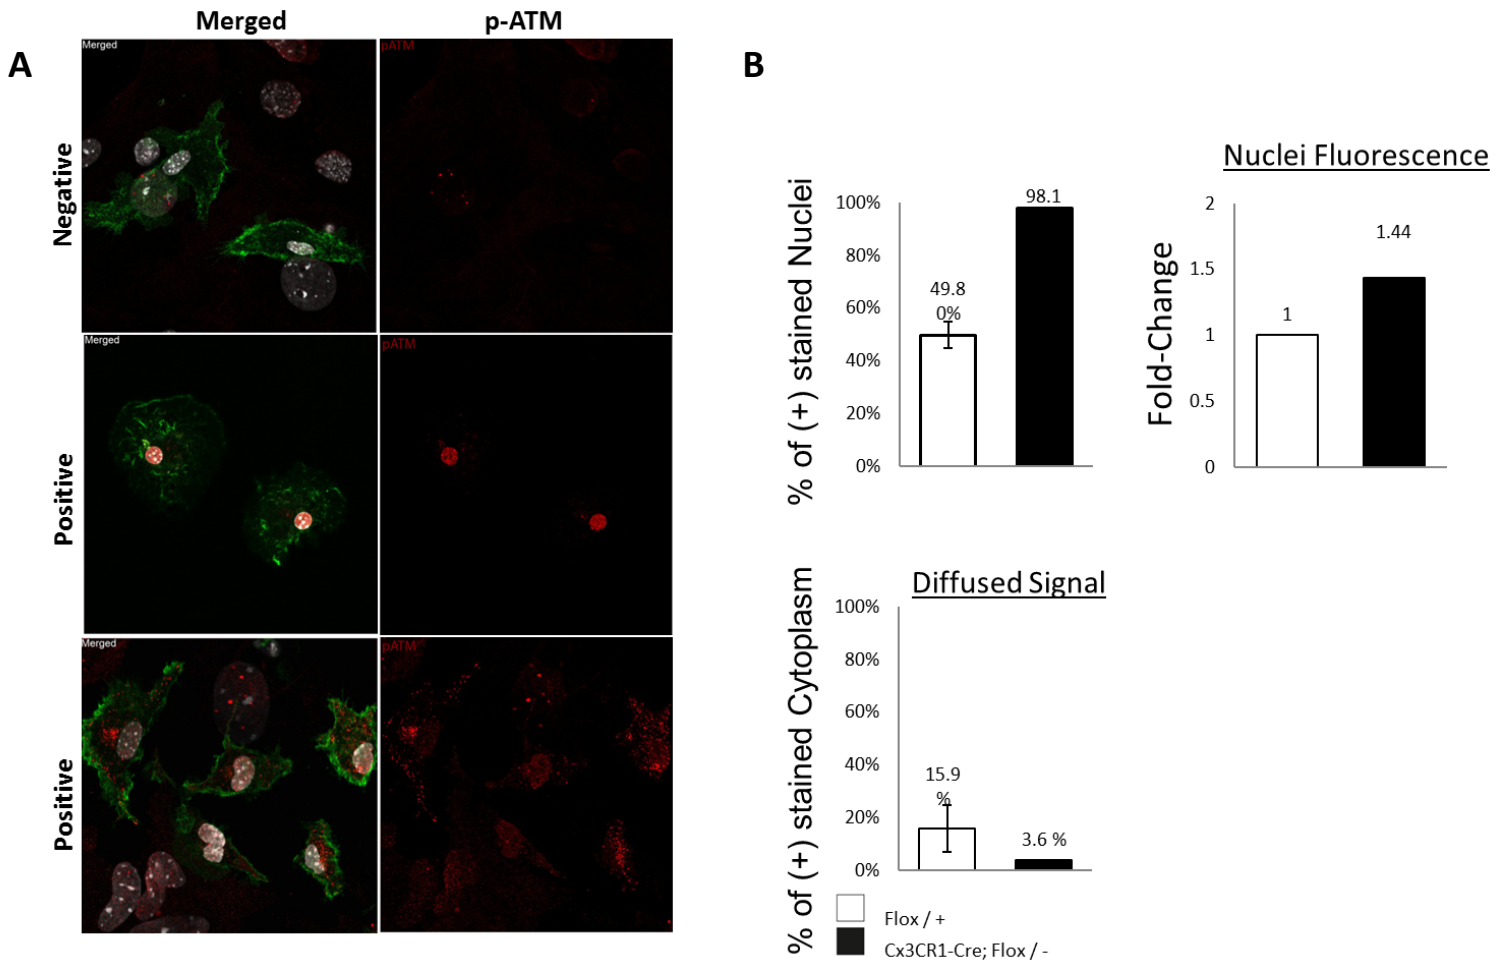 Merged
p-ATM
A
B
Merged
pATM
Negative
Merged
pATM
Positive
Merged
pATM
Positive
% of (+) stained Nuclei
100%
80%
60%
40%
20%
0%
49.8
0%
98.1
Nuclei Fluorescence
Fold-Change
2
1.5
1
0.5
0
1
1.44
Diffused Signal
% of (+) stained Cytoplasm
100%
80%
60%
40%
20%
0%
15.9
%
3.6 %
Flox / +
Cx3CR1-Cre; Flox / -